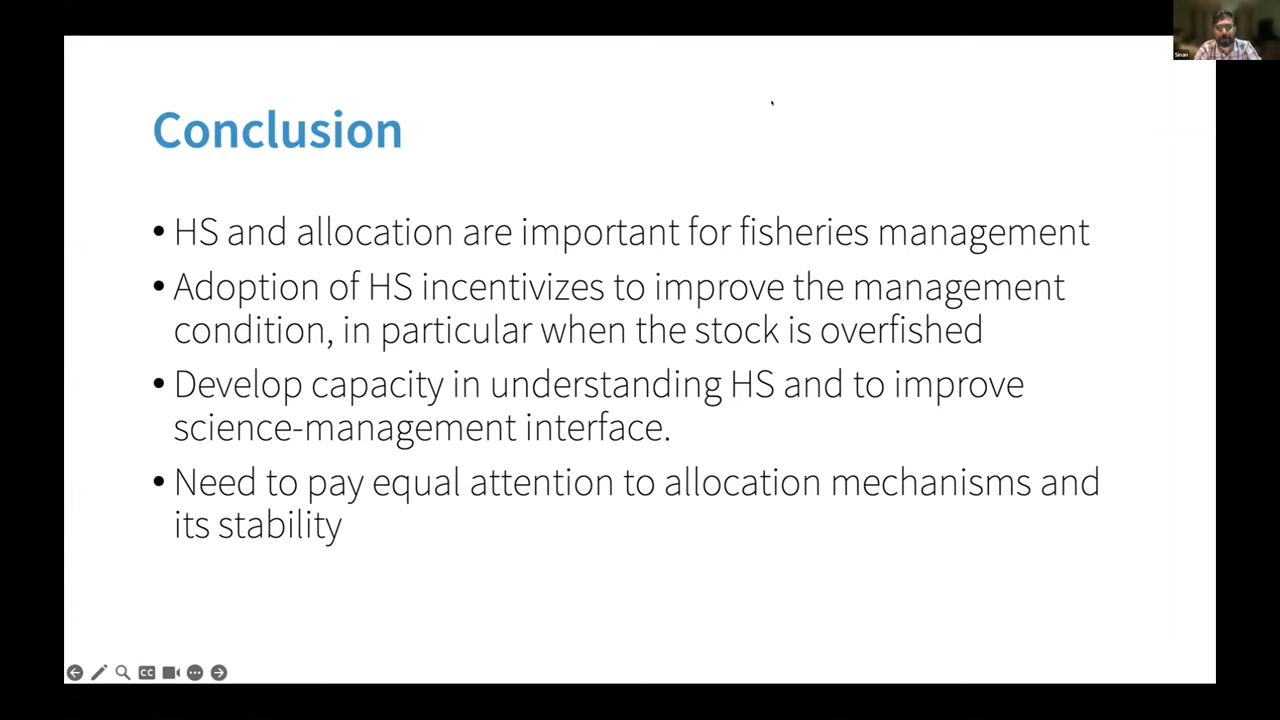 Sinan
Conclusion
• HS and allocation are important for fisheries management
• Adoption of HS incentivizes to improve the management
condition, in particular when the stock is overfished
• Develop capacity in understanding HS and to improve
science-management interface.
• Need to pay equal attention to allocation mechanisms and
its stability
CC